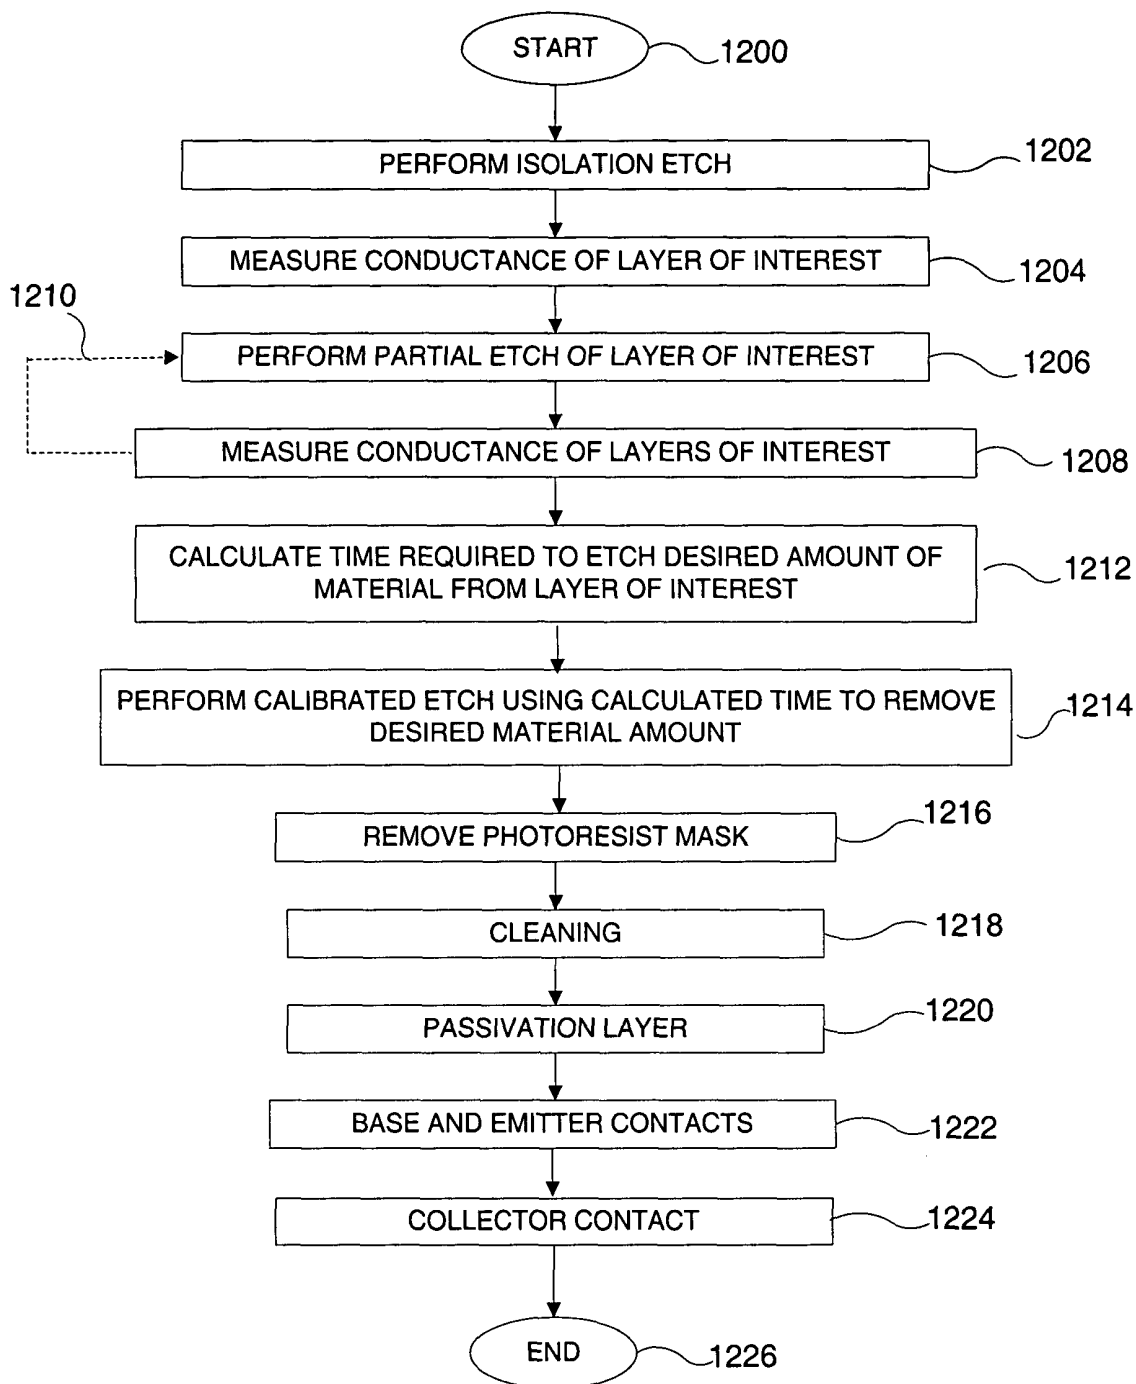 START
1200
PERFORM ISOLATION ETCH
1202
MEASURE CONDUCTANCE OF LAYER OF INTEREST
1204
1210
PERFORM PARTIAL ETCH OF LAYER OF INTEREST
1206
MEASURE CONDUCTANCE OF LAYERS OF INTEREST
1208
CALCULATE TIME REQUIRED TO ETCH DESIRED AMOUNT OF
MATERIAL FROM LAYER OF INTEREST
1212
PERFORM CALIBRATED ETCH USING CALCULATED TIME TO REMOVE
DESIRED MATERIAL AMOUNT
1214
REMOVE PHOTORESIST MASK
1216
CLEANING
1218
PASSIVATION LAYER
1220
BASE AND EMITTER CONTACTS
1222
COLLECTOR CONTACT
1224
END
1226